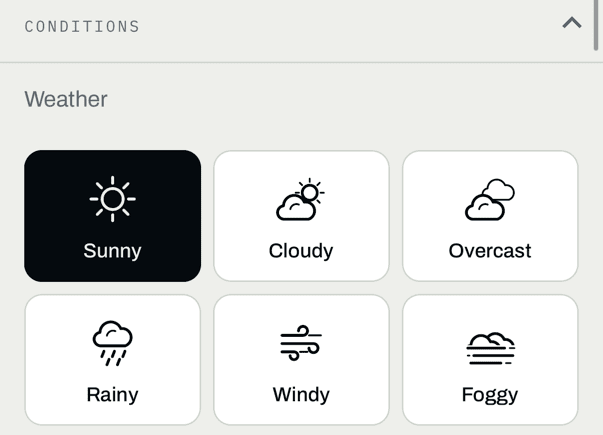 CONDITIONS
Weather
Sunny
Cloudy
Overcast
Rainy
Windy
Foggy